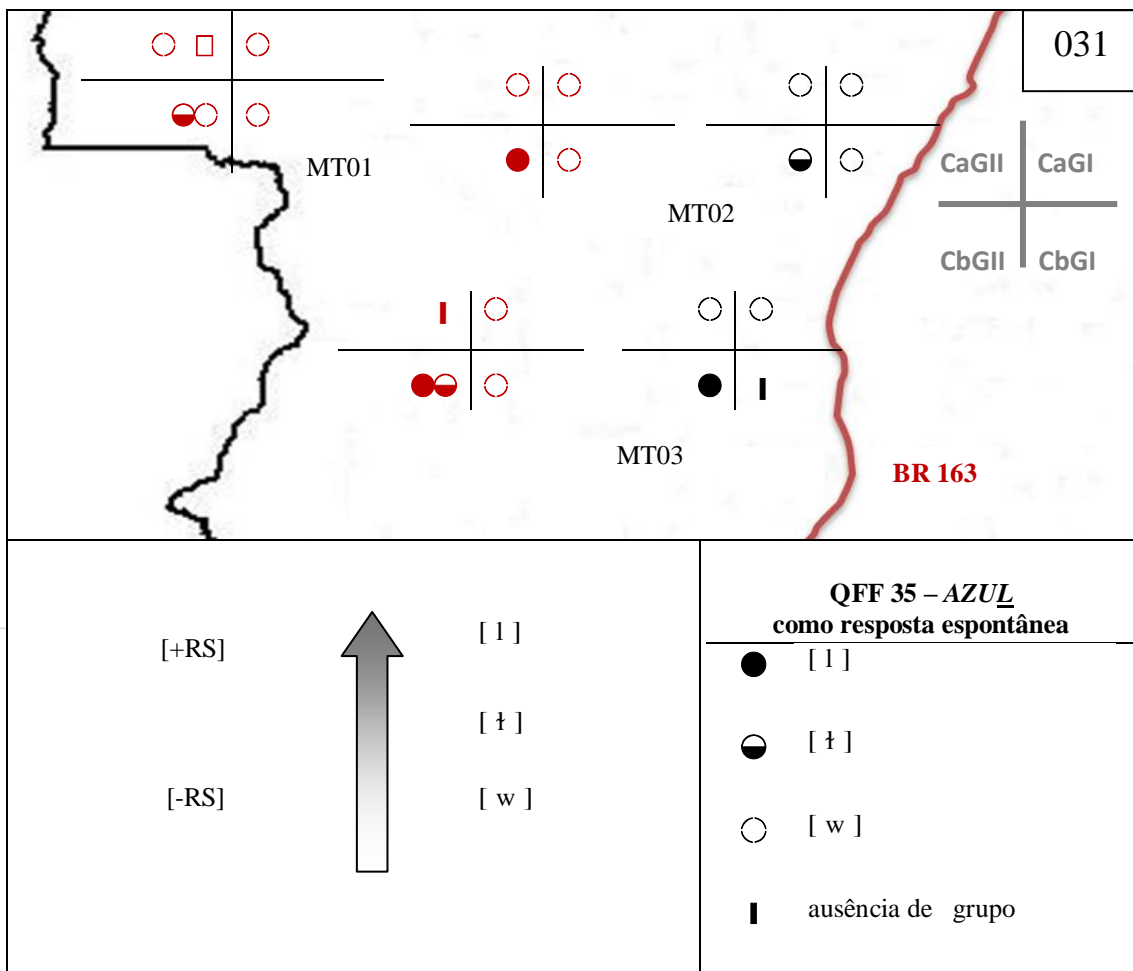 031
MT01
CaGII CaGI
MT02
CbGII CbGI
MT03
BR 163
[+RS]
[ l ]
[ ɫ ]
[-RS]
[ w ]
QFF 35 – AZUL
como resposta espontânea
[ l ]
[ ɫ ]
[ w ]
ausência de grupo